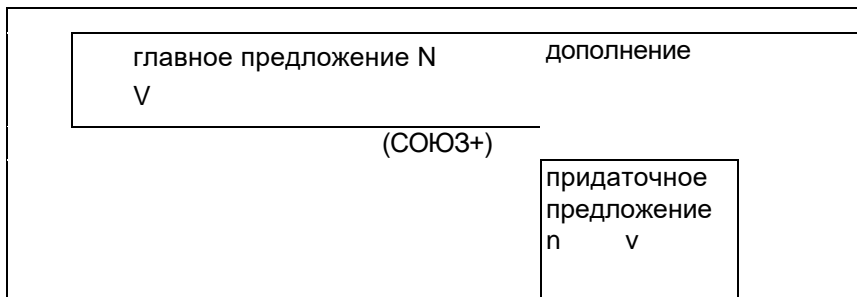 главное предложение N
дополнение
V
(СОЮЗ+)
придаточное
предложение
n v